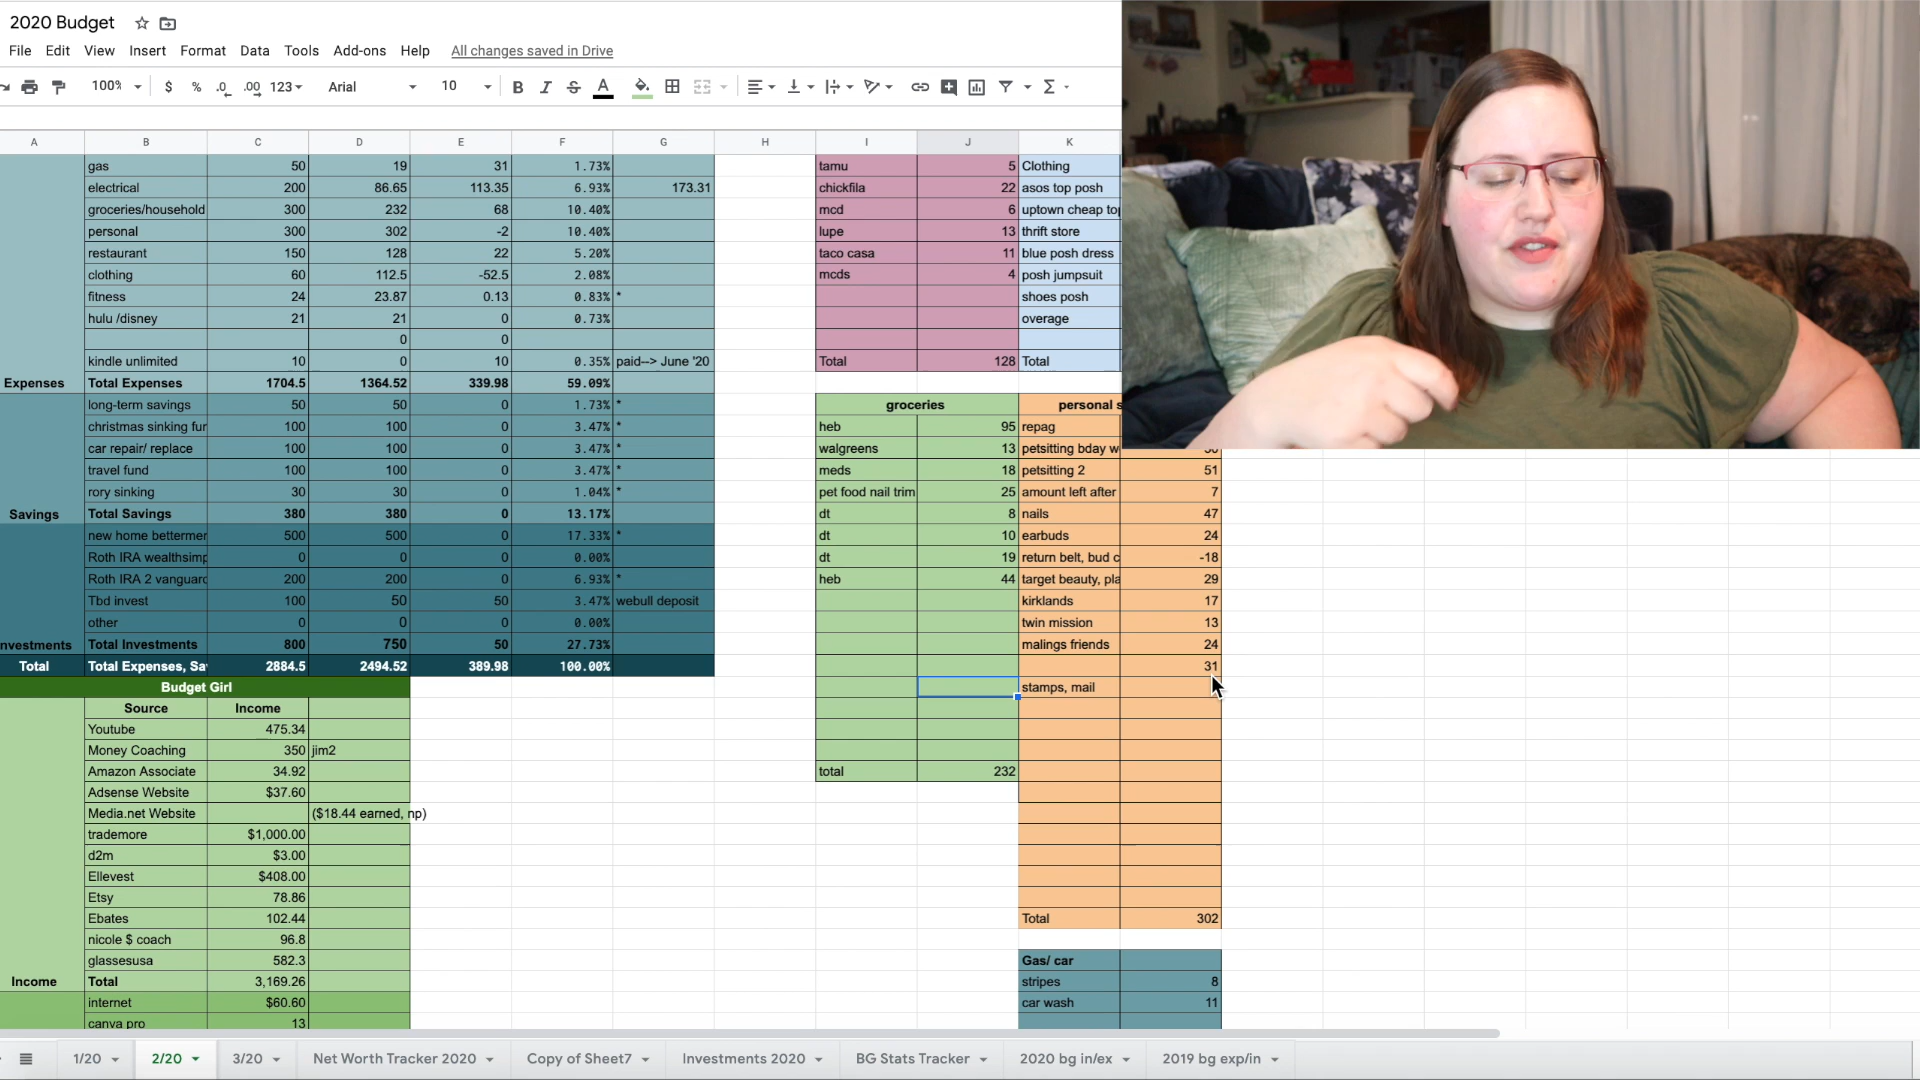 2020 Budget
File Edit View Insert Format Data Tools Add-ons Help All changes saved in Drive
100% $ % .0 .00 123 Arial 10 B I S A
A B C D E F G H I J K
gas 50 19 31 1.73% tamu 5 Clothing
electrical 200 86.65 113.35 6.93% 173.31 chickfila 22 asos top posh
groceries/household 300 232 68 10.40% mcd 6 uptown cheap top
personal 300 302 -2 10.40% lupe 13 thrift store
restaurant 150 128 22 5.20% taco casa 11 blue posh dress
clothing 60 112.5 -52.5 2.08% mcds 4 posh jumpsuit
fitness 24 23.87 0.13 0.83% * shoes posh
hulu /disney 21 21 0 0.73% overage
0 0
kindle unlimited 10 0 10 0.35% paid--> June '20 Total 128 Total
Expenses Total Expenses 1704.5 1364.52 339.98 59.09%
long-term savings 50 50 0 1.73% * groceries personal s
christmas sinking fur 100 100 0 3.47% * heb 95 repag
car repair/ replace 100 100 0 3.47% * walgreens 13 petsitting bday w
travel fund 100 100 0 3.47% * meds 18 petsitting 2 51
rory sinking 30 30 0 1.04% * pet food nail trim 25 amount left after 7
Savings Total Savings 380 380 0 13.17% dt 8 nails 47
new home bettermer 500 500 0 17.33% * dt 10 earbuds 24
Roth IRA wealthsimp 0 0 0 0.00% dt 19 return belt, bud c -18
Roth IRA 2 vanguard 200 200 0 6.93% * heb 44 target beauty, pla 29
Tbd invest 100 50 50 3.47% webull deposit kirklands 17
other 0 0 0 0.00% twin mission 13
nvestments Total Investments 800 750 50 27.73% malings friends 24
Total Total Expenses, Sa 2884.5 2494.52 389.98 100.00% 31
Budget Girl stamps, mail
Source Income
Youtube 475.34
Money Coaching 350 jim2
Amazon Associate 34.92 total 232
Adsense Website $37.60
Media.net Website ($18.44 earned, np)
trademore $1,000.00
d2m $3.00
Ellevest $408.00
Etsy 78.86
Ebates 102.44 Total 302
nicole $ coach 96.8
glassesusa 582.3 Gas/ car
Income Total 3,169.26 stripes 8
internet $60.60 car wash 11
canva pro 13
1/20 2/20 3/20 Net Worth Tracker 2020 Copy of Sheet7 Investments 2020 BG Stats Tracker 2020 bg in/ex 2019 bg exp/in